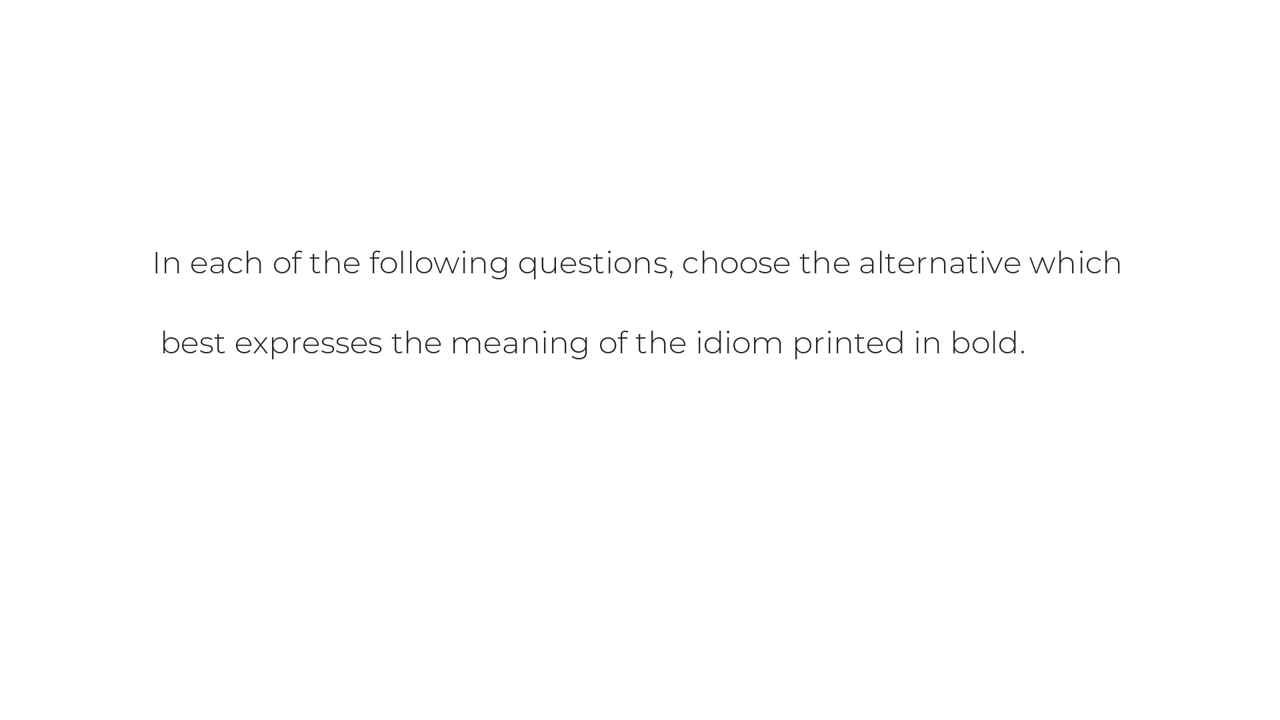 In each of the following questions, choose the alternative which
best expresses the meaning of the idiom printed in bold.